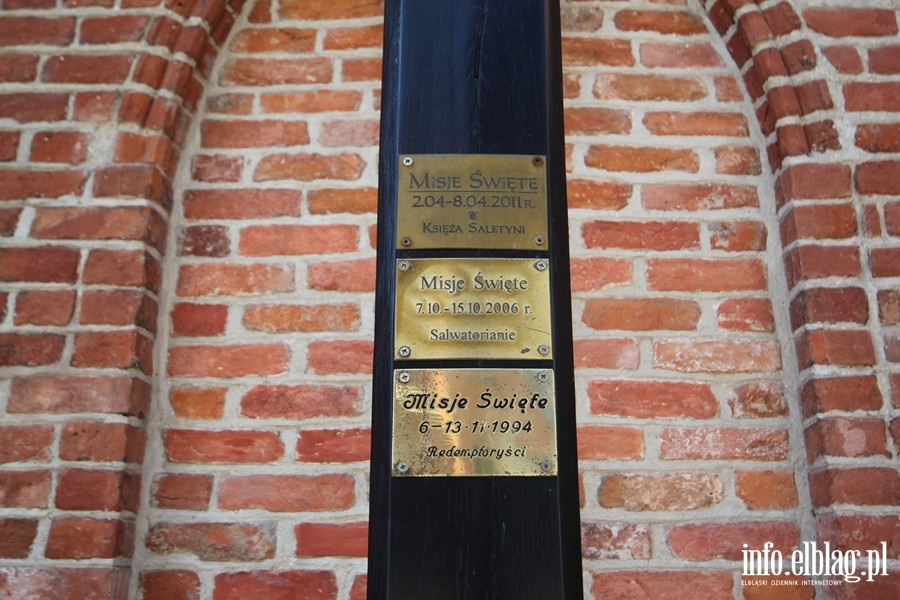 Misje Święte
2.04-8.04.2011 r.
Księża Saletyni
Misje Święte
7.10.-15.10.2006 r.
Salwatorianie
Misje Święte
6-13·11·1994
Redemptoryści
info.elblag.pl
ELBLĄSKI DZIENNIK INTERNETOWY